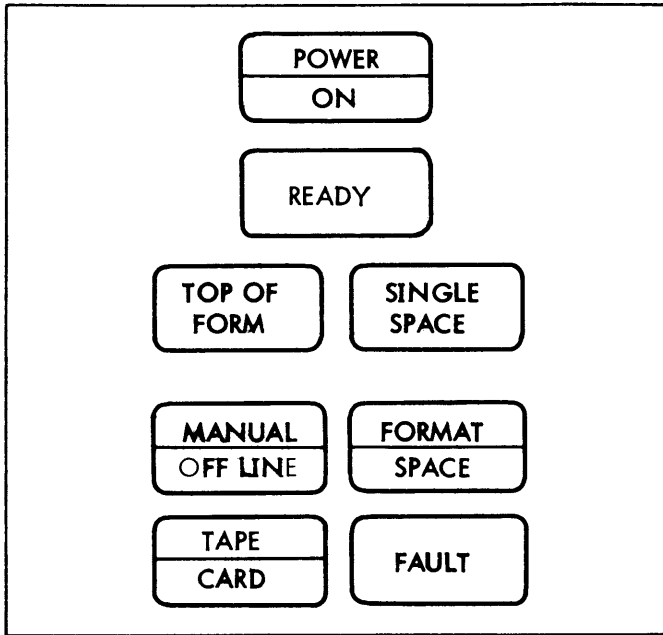 POWER
ON
READY
TOP OF
FORM
SINGLE
SPACE
MANUAL
OFF LINE
FORMAT
SPACE
TAPE
CARD
FAULT